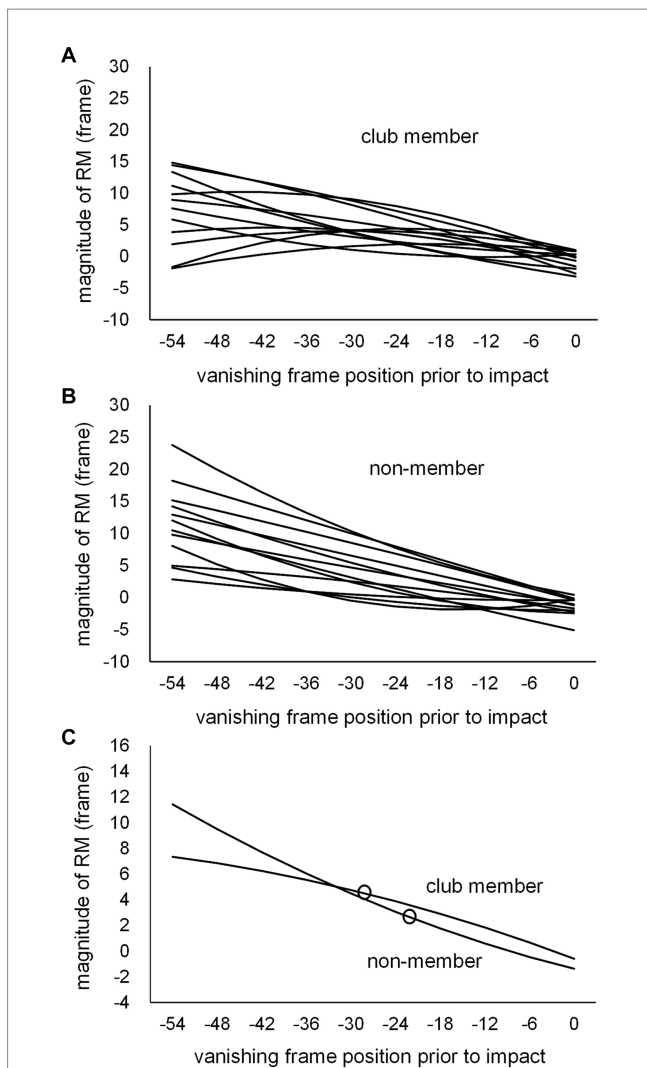 A
30
25
20
15
10
5
0
-5
-10
magnitude of RM (frame)
club member
-54 -48 -42 -36 -30 -24 -18 -12 -6 0
vanishing frame position prior to impact
B
30
25
20
15
10
5
0
-5
-10
magnitude of RM (frame)
non-member
-54 -48 -42 -36 -30 -24 -18 -12 -6 0
vanishing frame position prior to impact
C
16
14
12
10
8
6
4
2
0
-2
-4
magnitude of RM (frame)
club member
non-member
-54 -48 -42 -36 -30 -24 -18 -12 -6 0
vanishing frame position prior to impact